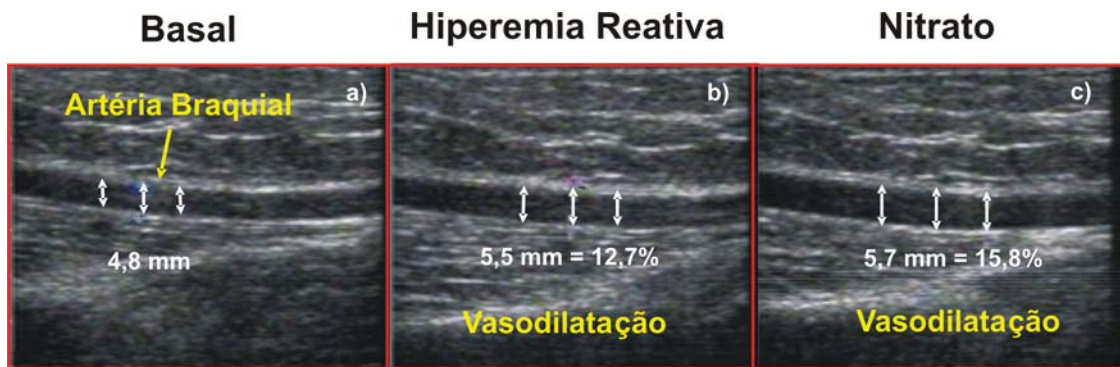 Basal
Hiperemia Reativa
Nitrato
a)
Artéria Braquial
4,8 mm
b)
5,5 mm = 12,7%
Vasodilatação
c)
5,7 mm = 15,8%
Vasodilatação